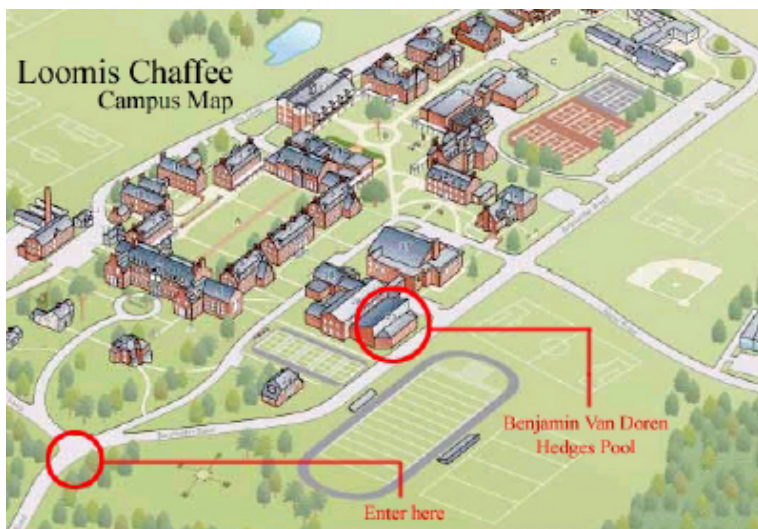 Loomis Chaffee
Campus Map
Benjamin Van Doren
Hedges Pool
Enter here